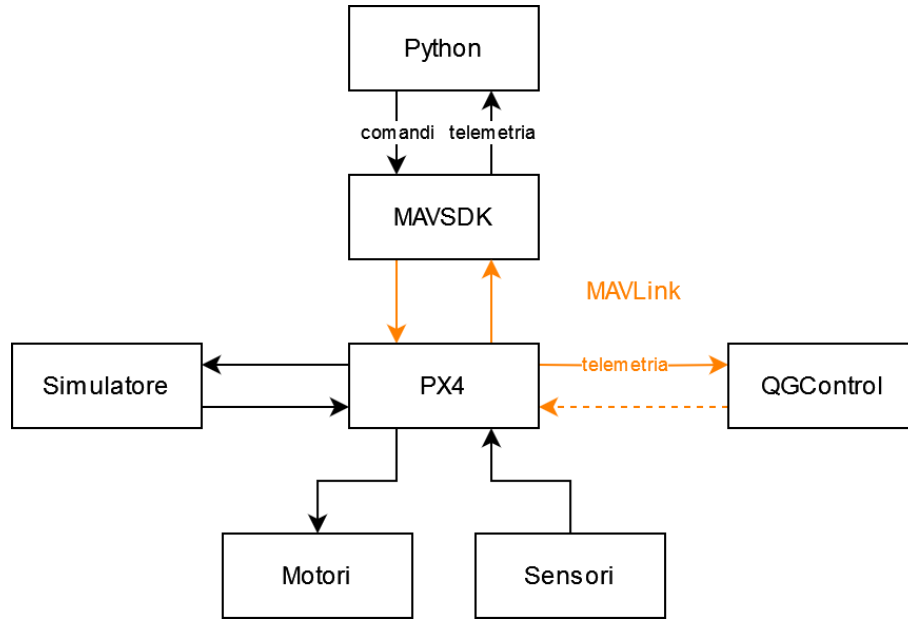 Python
comandi
telemetria
MAVSDK
MAVLink
Simulatore
PX4
telemetria
QGControl
Motori
Sensori